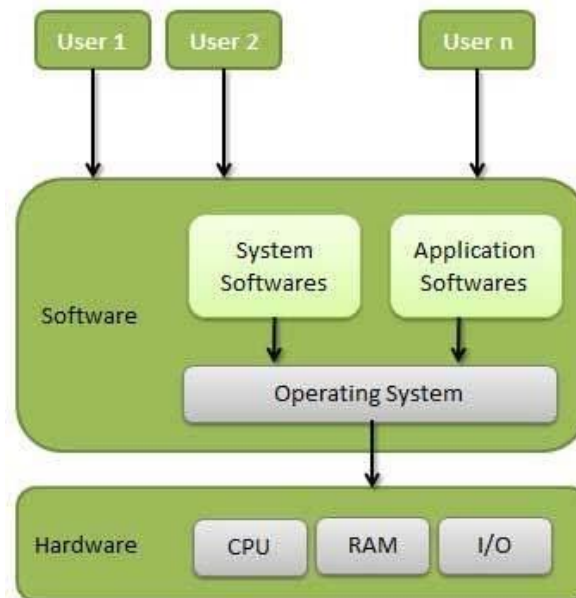 User 1
User 2
User n
System
Softwares
Application
Softwares
Software
Operating System
Hardware
CPU
RAM
I/O